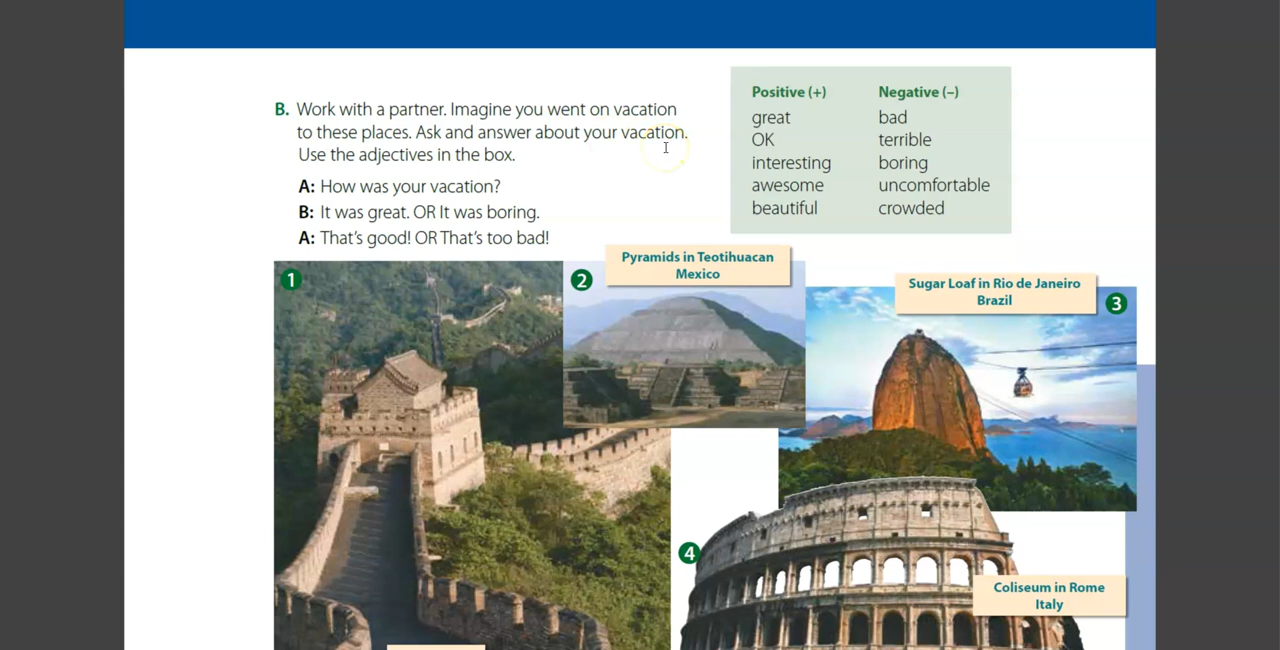 B. Work with a partner. Imagine you went on vacation
to these places. Ask and answer about your vacation.
Use the adjectives in the box.
A: How was your vacation?
B: It was great. OR It was boring.
A: That's good! OR That's too bad!
Positive (+) Negative (–)
great bad
OK terrible
interesting boring
awesome uncomfortable
beautiful crowded
1
2
Pyramids in Teotihuacan
Mexico
Sugar Loaf in Rio de Janeiro
Brazil
3
4
Coliseum in Rome
Italy